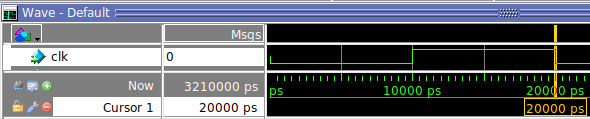 Wave - Default
Msgs
clk 0
Now 3210000 ps ps 10000 ps 20000 ps
Cursor 1 20000 ps 20000 ps